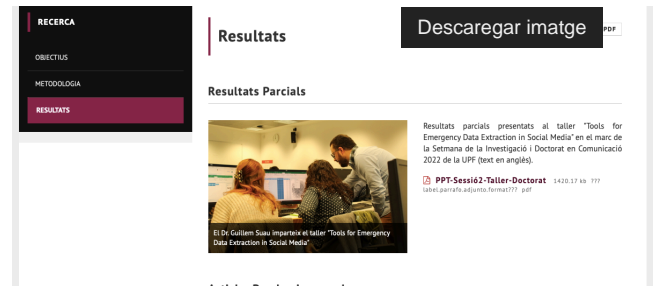 RECERCA
OBJECTIUS
METODOLOGIA
RESULTATS
Resultats
Descaregar imatge
PDF
Resultats Parcials
El Dr. Guillem Suau imparteix el taller "Tools for Emergency
Data Extraction in Social Media"
Resultats parcials presentats al taller "Tools for
Emergency Data Extraction in Social Media" en el marc de
la Setmana de la Investigació i Doctorat en Comunicació
2022 de la UPF (text en anglès).
PPT-Sessió2-Taller-Doctorat 1420.17 kb ???
label.parrafo.adjunto.format??? pdf